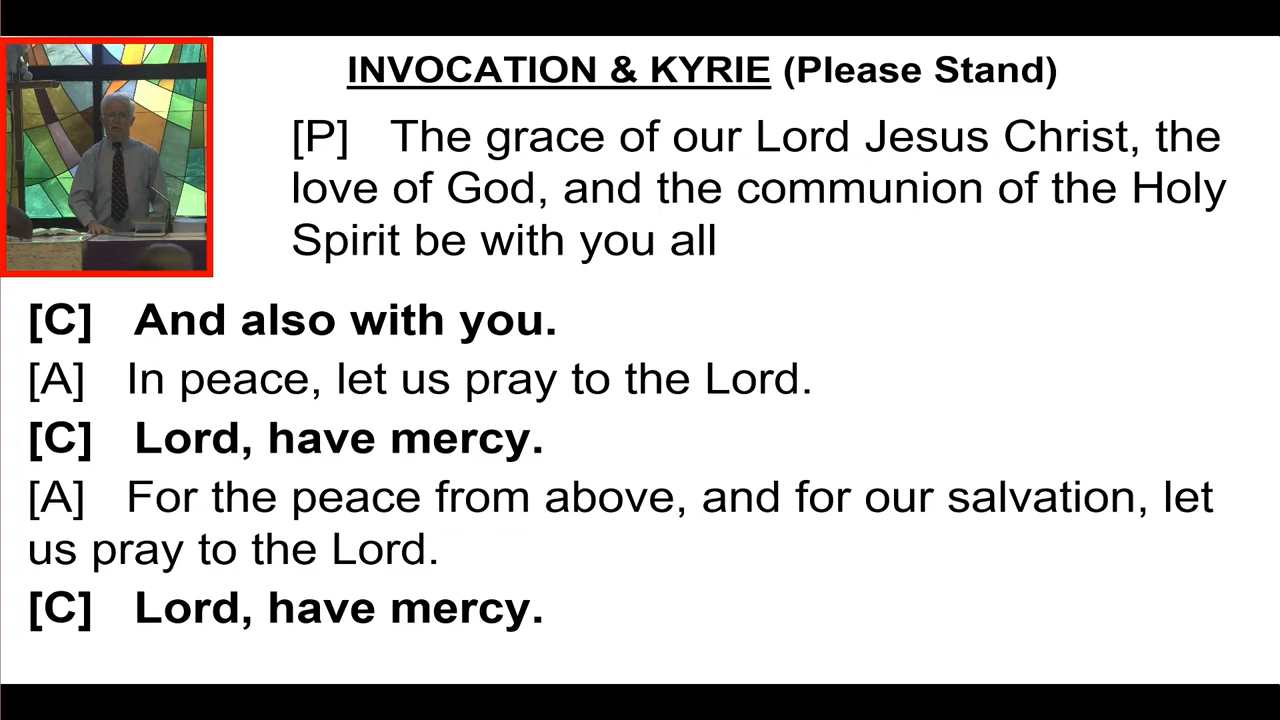 INVOCATION & KYRIE (Please Stand)
[P] The grace of our Lord Jesus Christ, the
love of God, and the communion of the Holy
Spirit be with you all
[C] And also with you.
[A] In peace, let us pray to the Lord.
[C] Lord, have mercy.
[A] For the peace from above, and for our salvation, let
us pray to the Lord.
[C] Lord, have mercy.